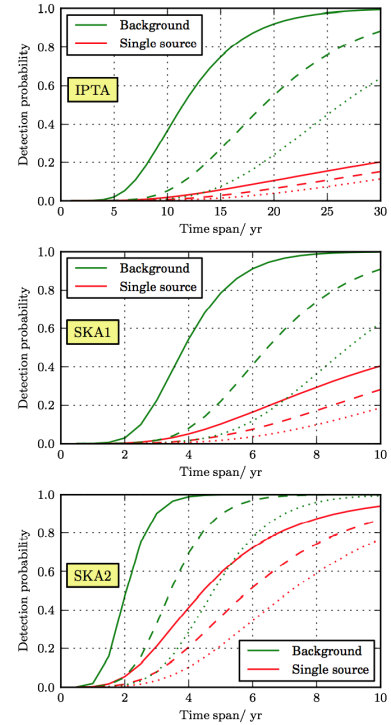 1.0
0.8
0.6
0.4
0.2
0.0
Detection probability
Background
Single source
IPTA
0
5
10
15
20
25
30
Time span/ yr
1.0
0.8
0.6
0.4
0.2
0.0
Detection probability
Background
Single source
SKA1
0
2
4
6
8
10
Time span/ yr
1.0
0.8
0.6
0.4
0.2
0.0
Detection probability
SKA2
Background
Single source
0
2
4
6
8
10
Time span/ yr